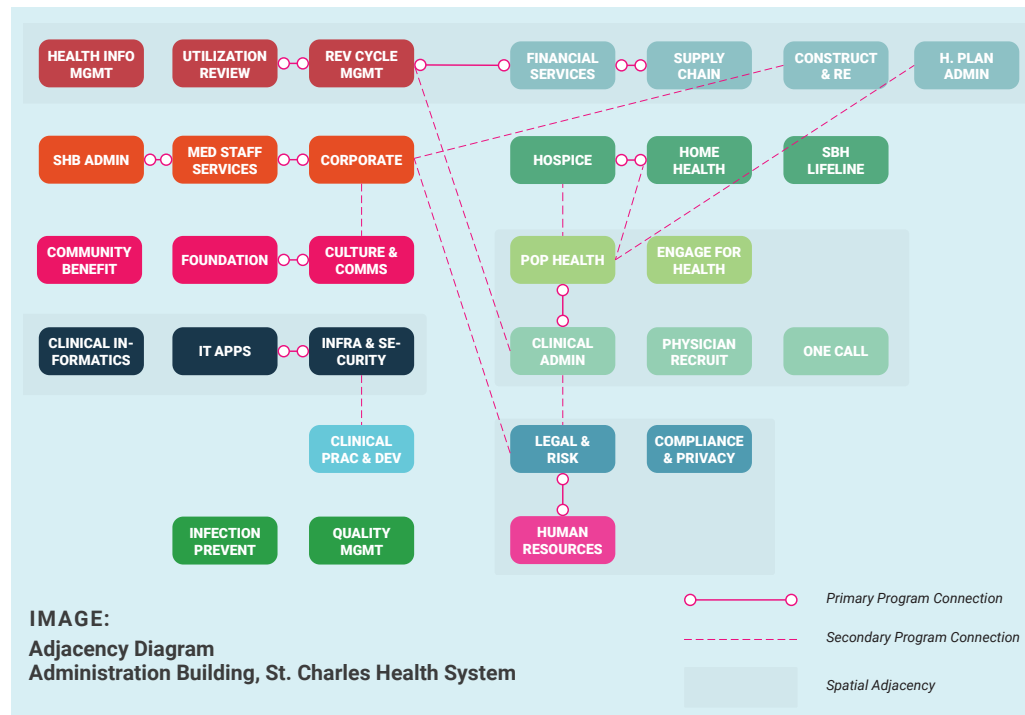 HEALTH INFO
MGMT
UTILIZATION
REVIEW
REV CYCLE
MGMT
FINANCIAL
SERVICES
SUPPLY
CHAIN
CONSTRUCT
& RE
H. PLAN
ADMIN
SHB ADMIN
MED STAFF
SERVICES
CORPORATE
HOSPICE
HOME
HEALTH
SBH
LIFELINE
COMMUNITY
BENEFIT
FOUNDATION
CULTURE &
COMMS
POP HEALTH
ENGAGE FOR
HEALTH
CLINICAL IN-
FORMATICS
IT APPS
INFRA & SE-
CURITY
CLINICAL
ADMIN
PHYSICIAN
RECRUIT
ONE CALL
CLINICAL
PRAC & DEV
LEGAL &
RISK
COMPLIANCE
& PRIVACY
INFECTION
PREVENT
QUALITY
MGMT
HUMAN
RESOURCES
IMAGE:
Adjacency Diagram
Administration Building, St. Charles Health System
Primary Program Connection
Secondary Program Connection
Spatial Adjacency